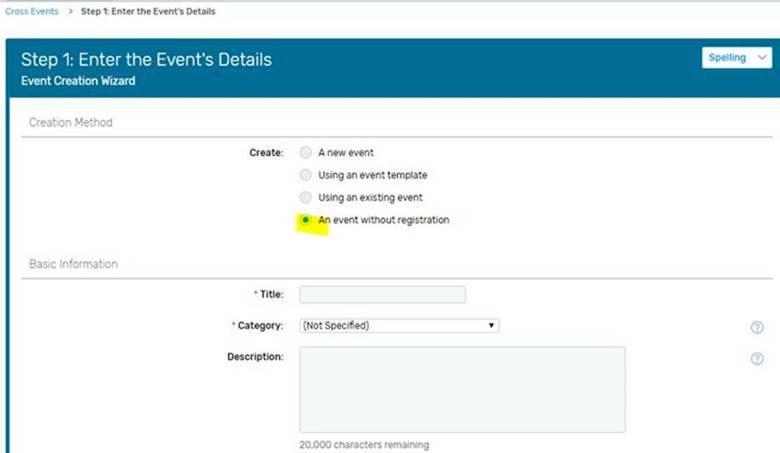 Cross Events > Step 1: Enter the Event's Details
Step 1: Enter the Event's Details
Spelling
Event Creation Wizard
Creation Method
Create: A new event
Using an event template
Using an existing event
An event without registration
Basic Information
* Title:
* Category: (Not Specified)
Description:
20,000 characters remaining